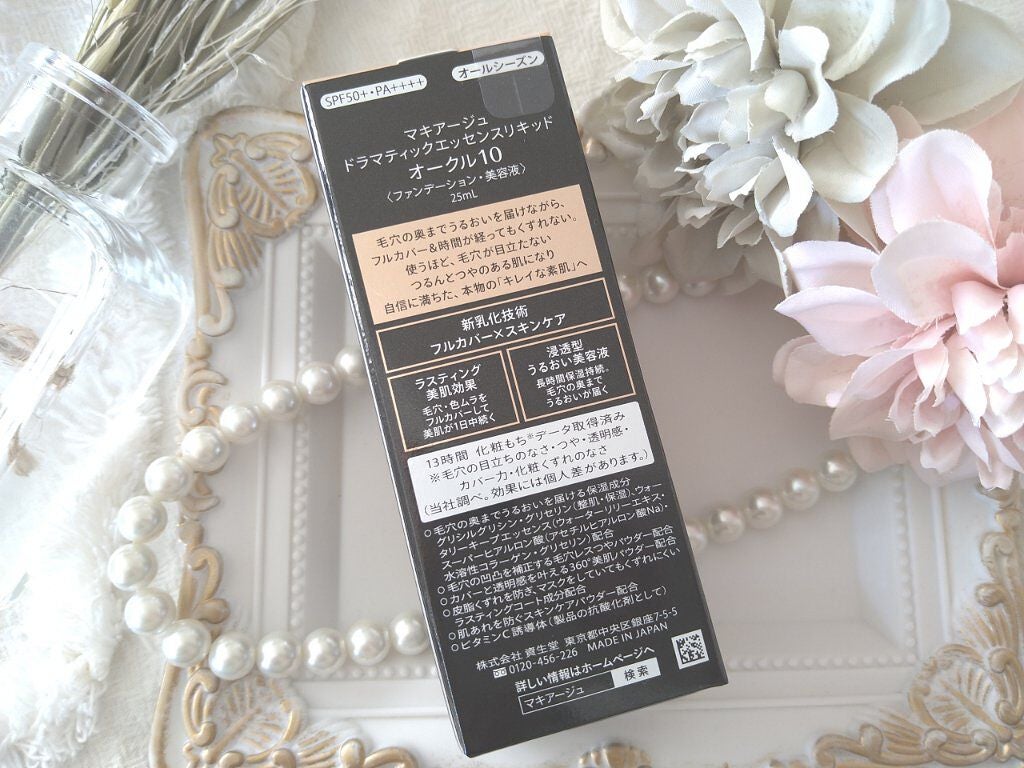 SPF50+・PA++++
オールシーズン
マキアージュ
ドラマティックエッセンスリキッド
オークル10
〈ファンデーション・美容液〉
25mL
毛穴の奥までうるおいを届けながら、
フルカバー&時間が経ってもくずれない。
使うほど、毛穴が目立たない
つるんとつやのある肌になり
自信に満ちた、本物の「キレイな素肌」へ
新乳化技術
フルカバー×スキンケア
ラスティング
美肌効果
毛穴・色ムラを
フルカバーして
美肌が1日中続く
浸透型
うるおい美容液
長時間保湿持続。
毛穴の奥まで
うるおいが届く
13時間 化粧もち※データ取得済み
※毛穴の目立ちのなさ・つや・透明感・
カバー力・化粧くずれのなさ
(当社調べ。効果には個人差があります。)
○毛穴の奥までうるおいを届ける保湿成分
グリシルグリシン・グリセリン(整肌・保湿)、ウォー
タリーキープエッセンス(ウォーターリリーエキス・
スーパーヒアルロン酸(アセチルヒアルロン酸Na)・
水溶性コラーゲン・グリセリン)配合
○毛穴の凹凸を補正する毛穴レスつやパウダー配合
○カバーと透明感を叶える360°美肌パウダー配合
○皮脂くずれを防ぎ、マスクをしていてもくずれにくい
ラスティングコート成分配合
○肌あれを防ぐスキンケアパウダー配合
○ビタミンC誘導体(製品の抗酸化剤として)
株式会社 資生堂 東京都中央区銀座7-5-5
0120-456-226 MADE IN JAPAN
詳しい情報はホームページへ
マキアージュ 検索